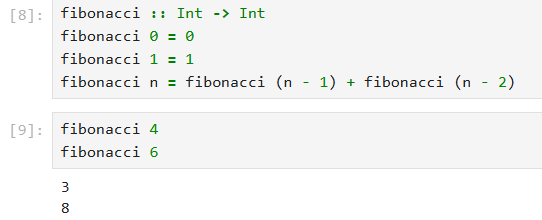 [8]: fibonacci :: Int -> Int
fibonacci 0 = 0
fibonacci 1 = 1
fibonacci n = fibonacci (n - 1) + fibonacci (n - 2)
[9]: fibonacci 4
fibonacci 6
3
8